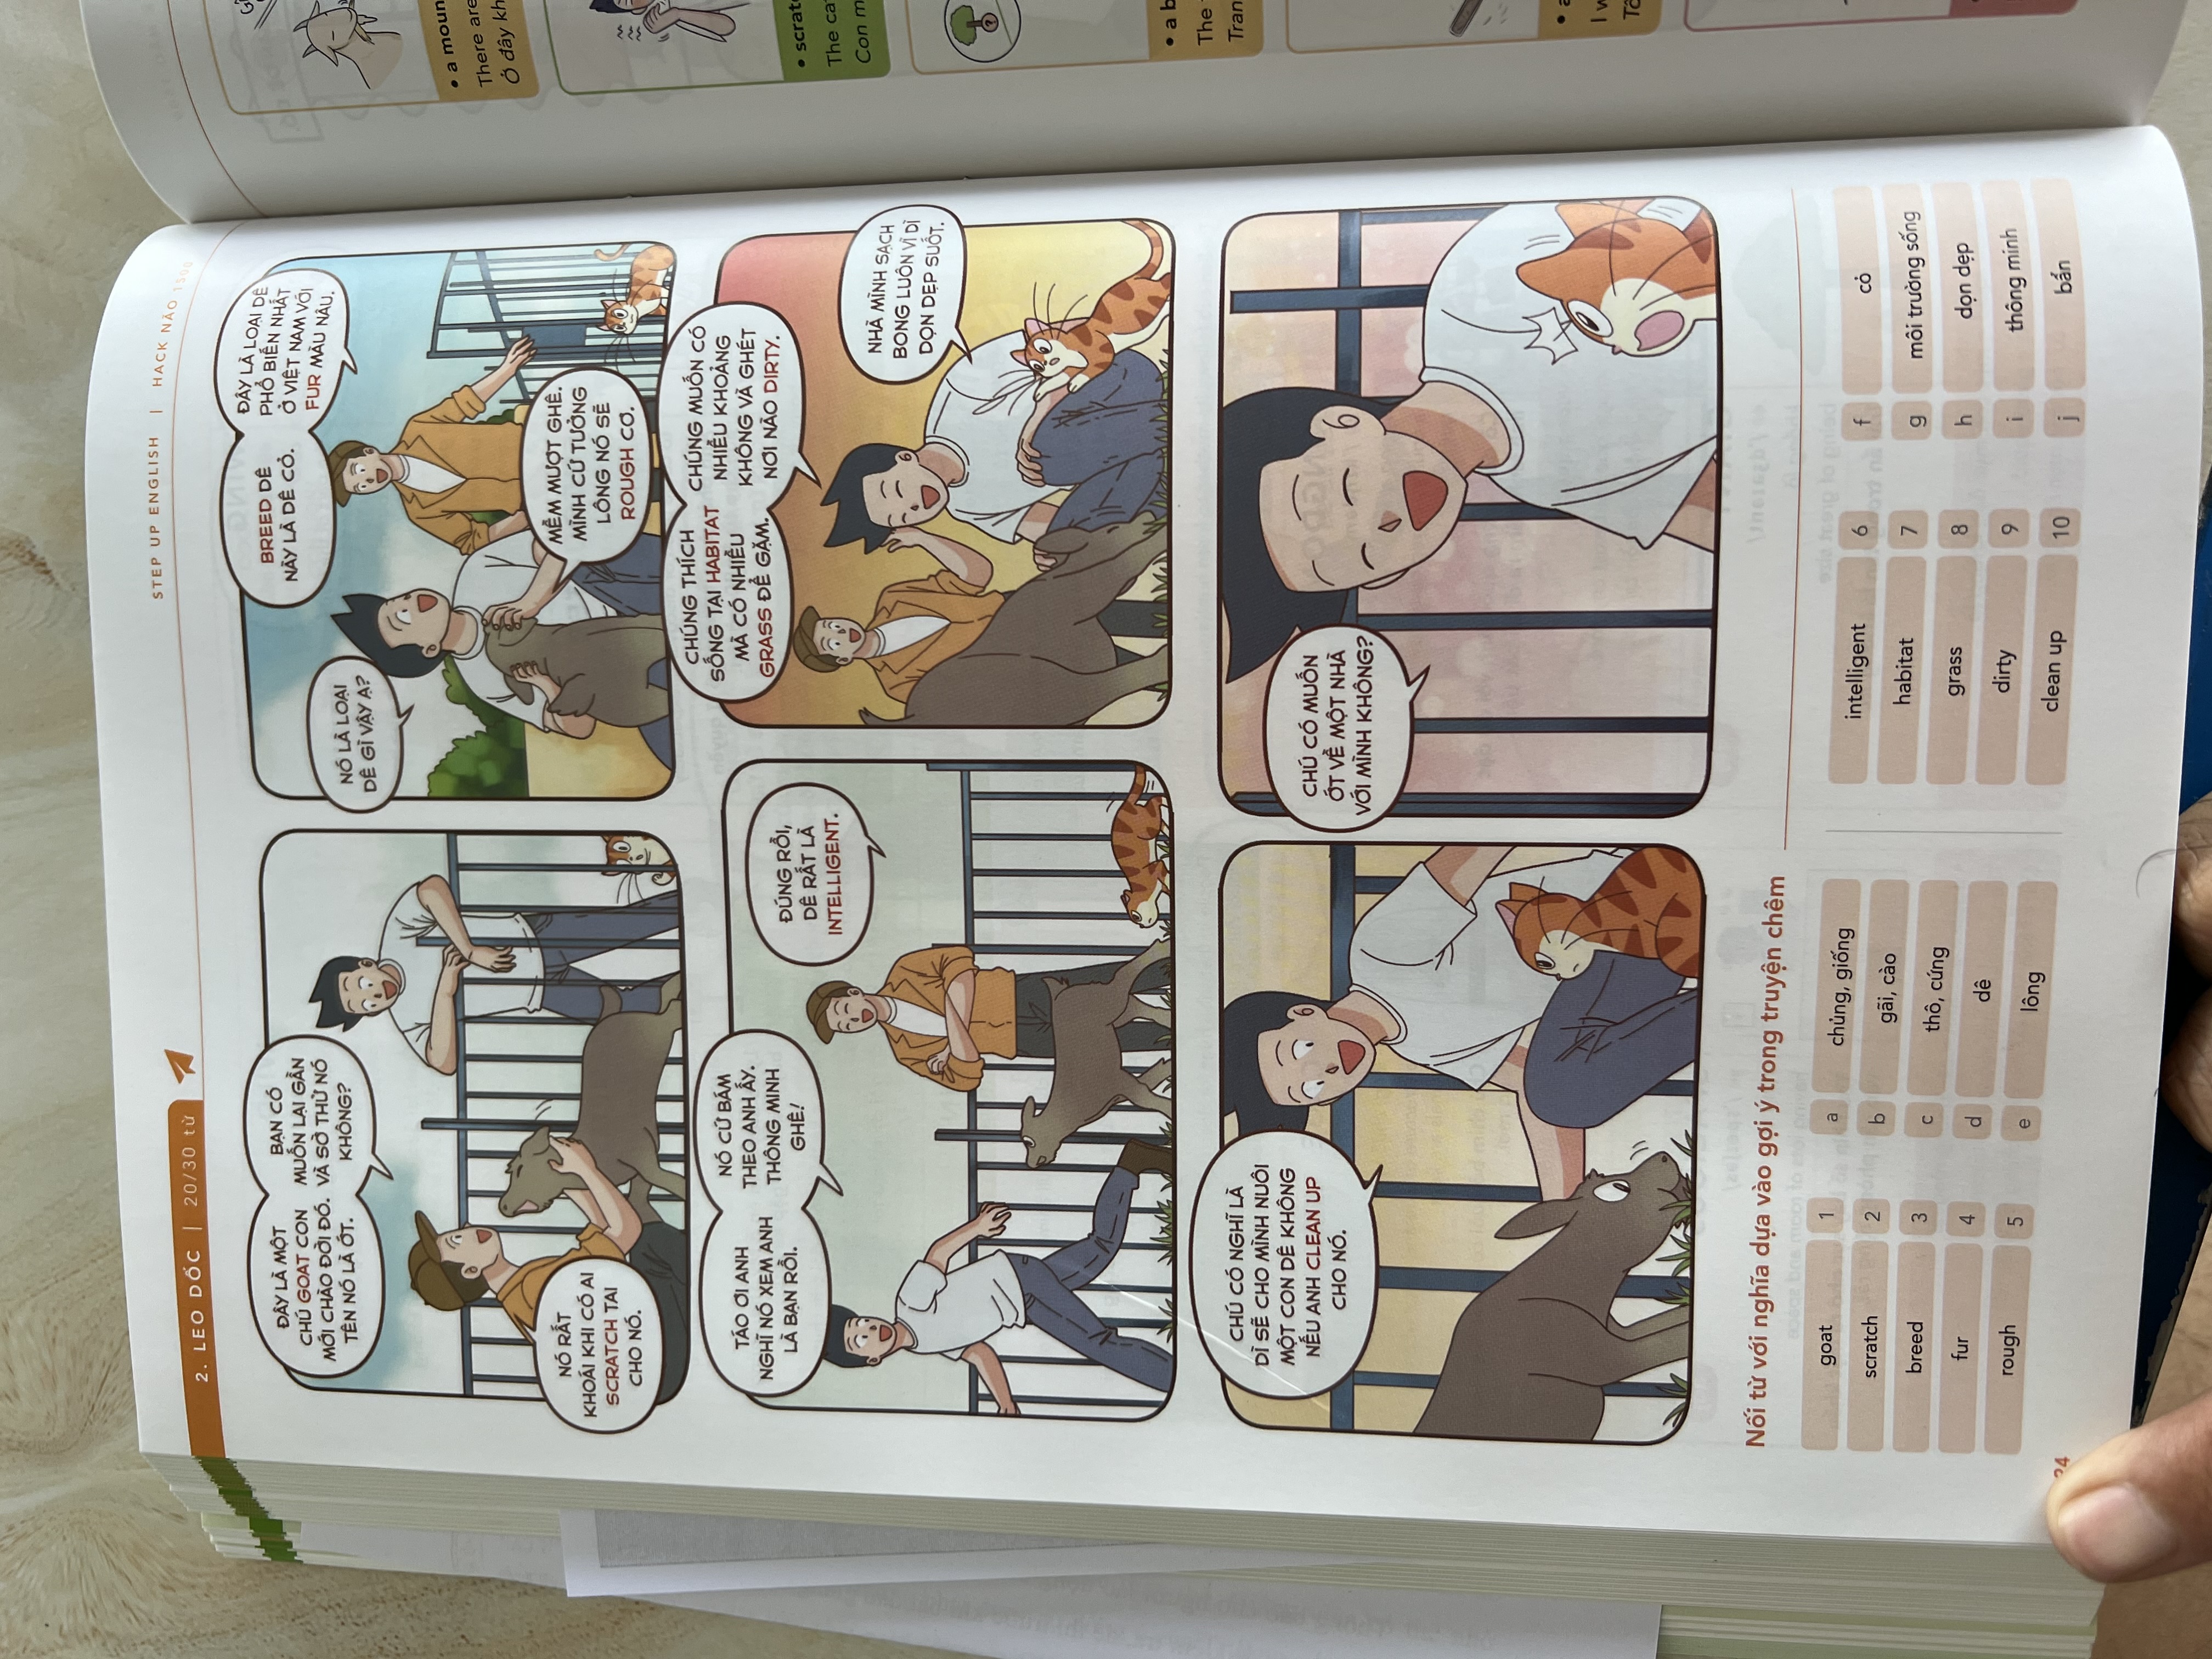 2. LEO DỐC | 20/30 từ
STEP UP ENGLISH | HACK NÃO 1500
ĐÂY LÀ MỘT
CHÚ GOAT CON
MỚI CHÀO ĐỜI ĐÓ.
TÊN NÓ LÀ ỚT.
BẠN CÓ
MUỐN LẠI GẦN
VÀ SỜ THỬ NÓ
KHÔNG?
NÓ RẤT
KHOÁI KHI CÓ AI
SCRATCH TAI
CHO NÓ.
NÓ LÀ LOẠI
DÊ GÌ VẬY Ạ?
BREED DÊ
NÀY LÀ DÊ CỎ.
ĐÂY LÀ LOẠI DÊ
PHỔ BIẾN NHẤT
Ở VIỆT NAM VỚI
FUR MÀU NÂU.
MỀM MƯỢT GHÊ.
MÌNH CỨ TƯỞNG
LÔNG NÓ SẼ
ROUGH CƠ.
TÁO ƠI ANH
NGHĨ NÓ XEM ANH
LÀ BẠN RỒI.
NÓ CỨ BÁM
THEO ANH ẤY.
THÔNG MINH
GHÊ!
ĐÚNG RỒI,
DÊ RẤT LÀ
INTELLIGENT.
CHÚNG THÍCH
SỐNG TẠI HABITAT
MÀ CÓ NHIỀU
GRASS ĐỂ GẶM.
CHÚNG MUỐN CÓ
NHIỀU KHOẢNG
KHÔNG VÀ GHÉT
NƠI NÀO DIRTY.
NHÀ MÌNH SẠCH
BONG LUÔN VÌ DÌ
DỌN DẸP SUỐT.
CHÚ CÓ NGHĨ LÀ
DÌ SẼ CHO MÌNH NUÔI
MỘT CON DÊ KHÔNG
NẾU ANH CLEAN UP
CHO NÓ.
CHÚ CÓ MUỐN
ỚT VỀ MỘT NHÀ
VỚI MÌNH KHÔNG?
Nối từ với nghĩa dựa vào gợi ý trong truyện chêm
goat 1 a chủng, giống
scratch 2 b gãi, cào
breed 3 c thô, cứng
fur 4 d dê
rough 5 e lông
intelligent 6 f cỏ
habitat 7 g môi trường sống
grass 8 h dọn dẹp
dirty 9 i thông minh
clean up 10 j bẩn
24
• a moun
There are
Ở đây kh
• scrat
The ca
Con m
• a b
The
Tran
• a
I w
Tô